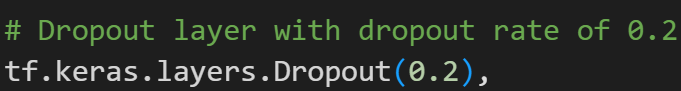 # Dropout layer with dropout rate of 0.2
tf.keras.layers.Dropout(0.2),